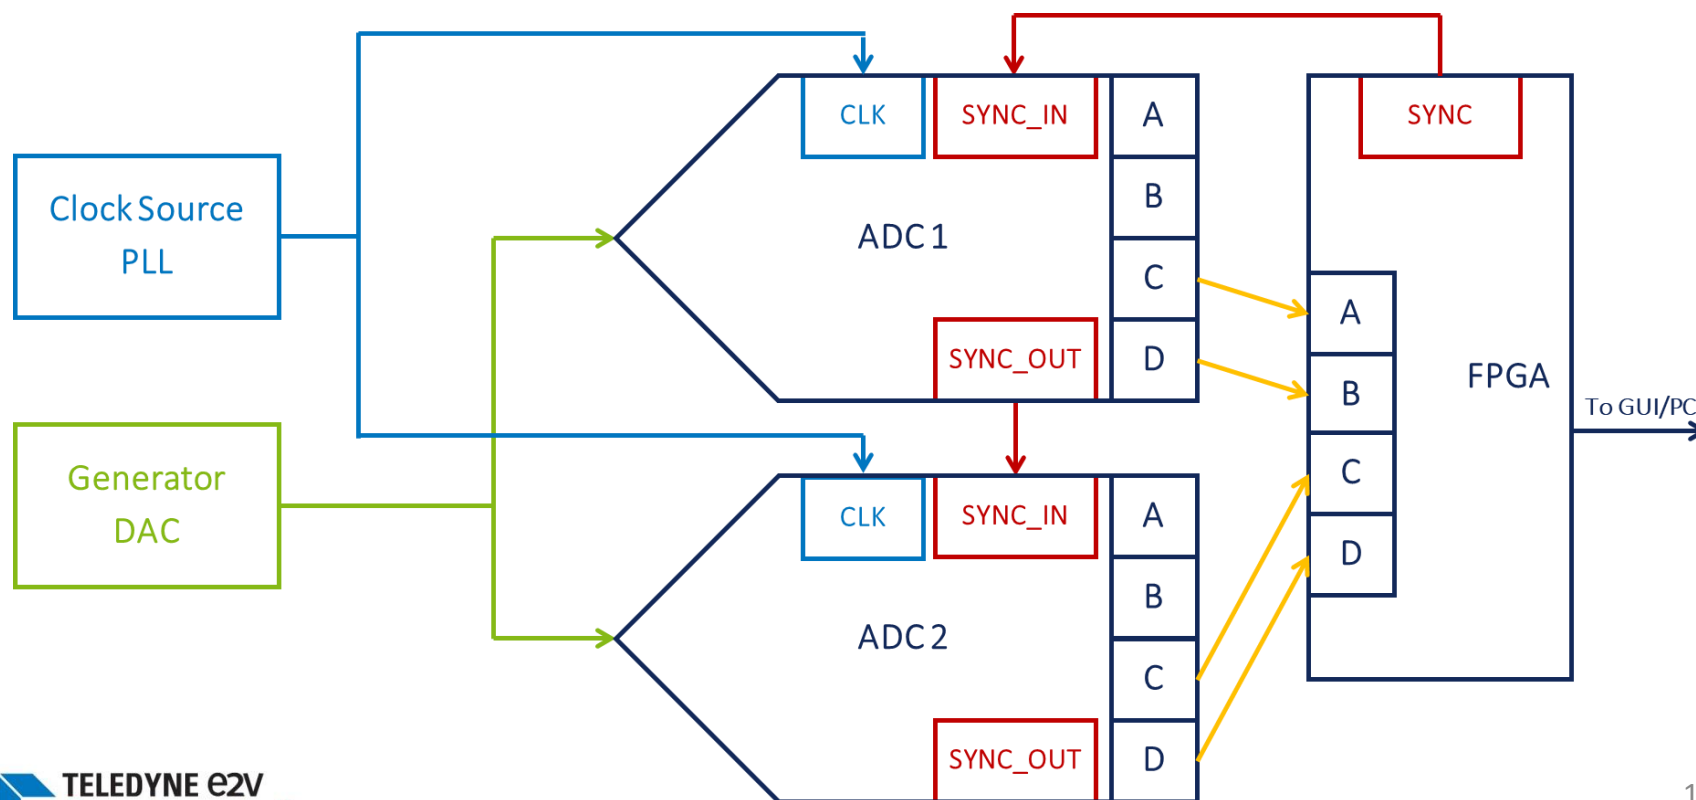 CLK
SYNC_IN
A
SYNC
Clock Source
PLL
B
ADC 1
C
A
SYNC_OUT
D
B
FPGA
To GUI/PC
Generator
DAC
C
CLK
SYNC_IN
A
D
B
ADC 2
C
SYNC_OUT
D
TELEDYNE e2v
1